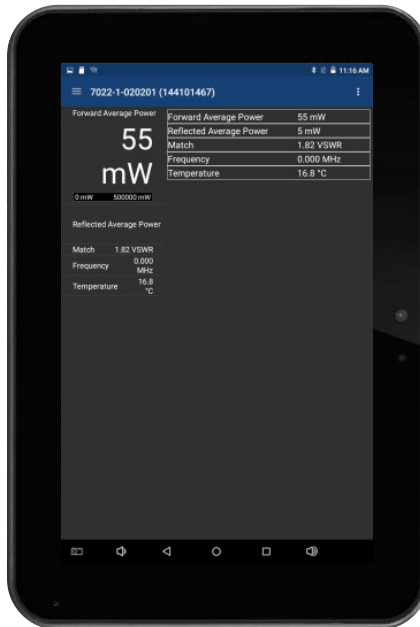 11:16 AM
7022-1-020201 (144101467)
Forward Average Power
55
mW
0 mW 500000 mW
Reflected Average Power
Match 1.82 VSWR
Frequency 0.000
MHz
Temperature 16.8
°C
Forward Average Power 55 mW
Reflected Average Power 5 mW
Match 1.82 VSWR
Frequency 0.000 MHz
Temperature 16.8 °C